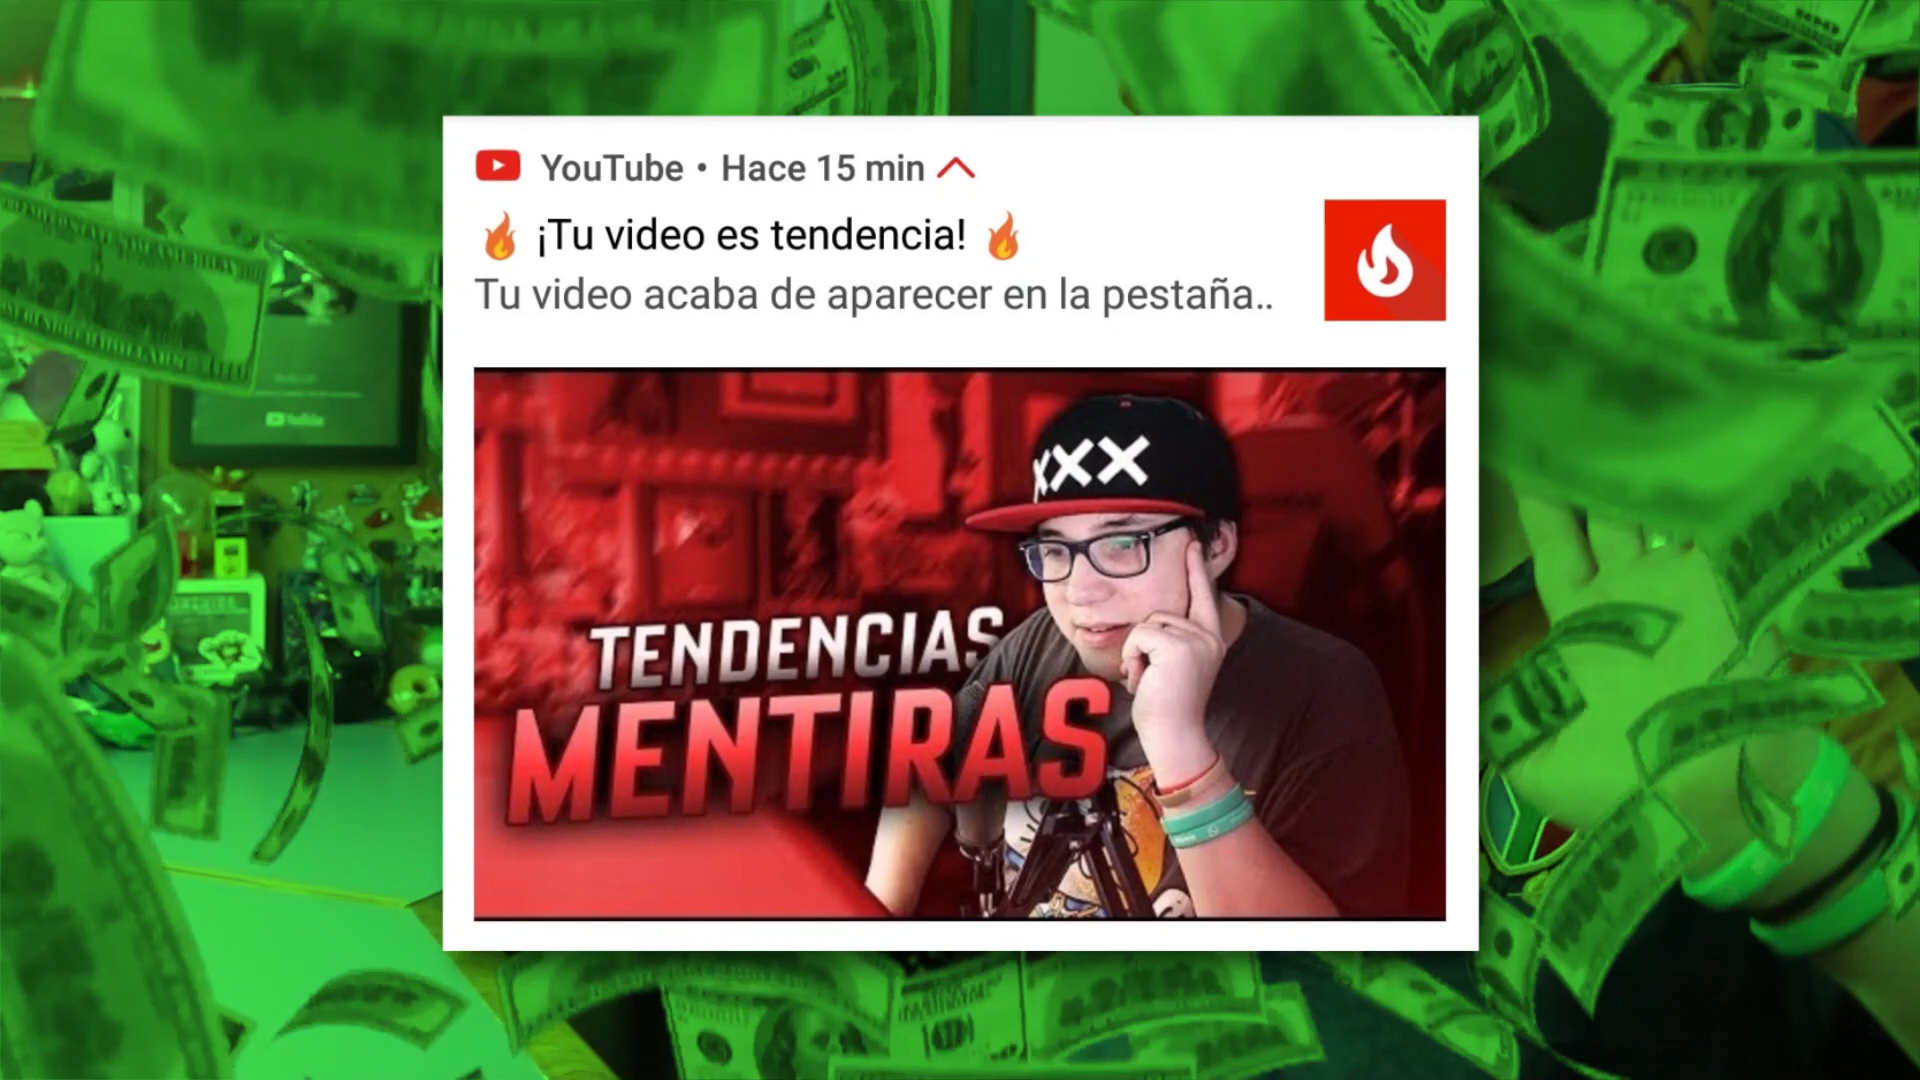 YouTube • Hace 15 min
🔥 ¡Tu video es tendencia! 🔥
Tu video acaba de aparecer en la pestaña..
XXX
TENDENCIAS
MENTIRAS
YouTube